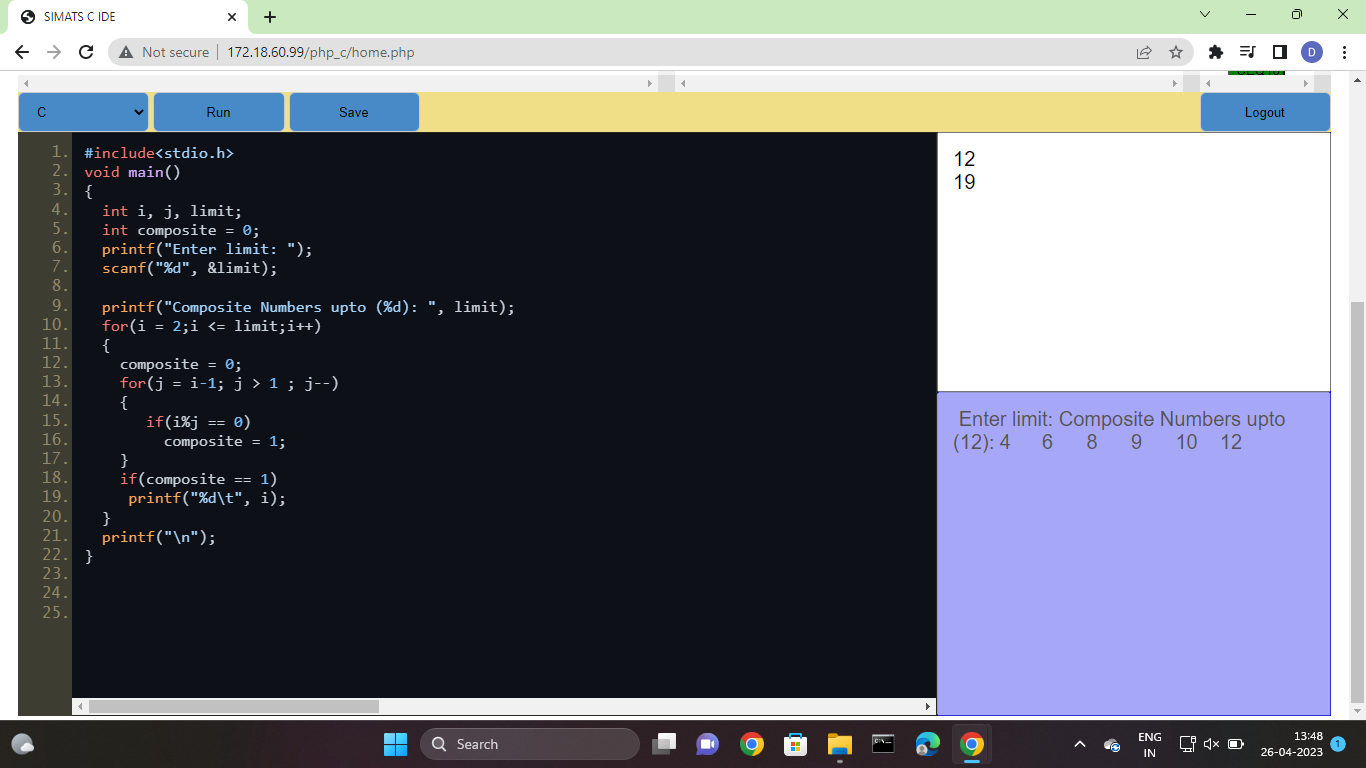 SIMATS C IDE
Not secure
172.18.60.99/php_c/home.php
D
C
Run
Save
Logout
1. #include<stdio.h>
2. void main()
3. {
4. int i, j, limit;
5. int composite = 0;
6. printf("Enter limit: ");
7. scanf("%d", &limit);
8.
9. printf("Composite Numbers upto (%d): ", limit);
10. for(i = 2;i <= limit;i++)
11. {
12. composite = 0;
13. for(j = i-1; j > 1 ; j--)
14. {
15. if(i%j == 0)
16. composite = 1;
17. }
18. if(composite == 1)
19. printf("%d\t", i);
20. }
21. printf("\n");
22. }
23.
24.
25.
12
19
Enter limit: Composite Numbers upto
(12): 4 6 8 9 10 12
Search
ENG
IN
13:48
26-04-2023
1